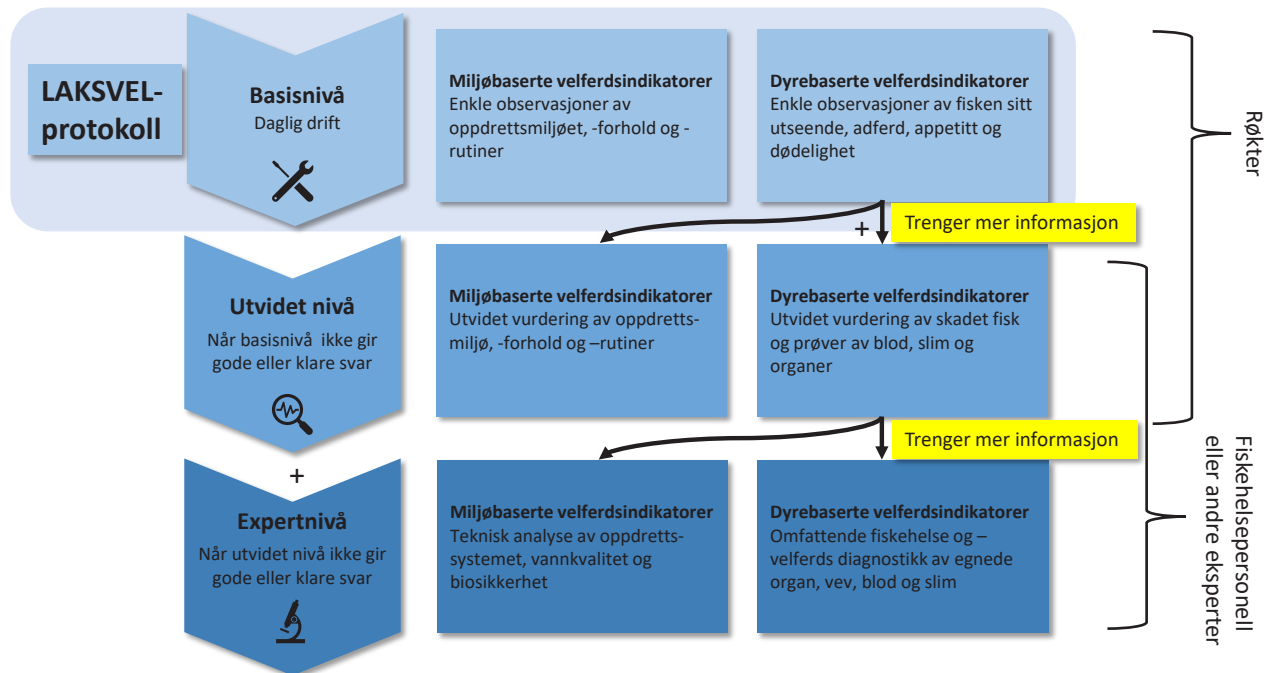 LAKSVEL-
protokoll
Basisnivå
Daglig drift
Miljøbaserte velferdsindikatorer
Enkle observasjoner av
oppdrettsmiljøet, -forhold og -
rutiner
Dyrebaserte velferdsindikatorer
Enkle observasjoner av fisken sitt
utseende, adferd, appetitt og
dødelighet
Røkter
+
Trenger mer informasjon
Utvidet nivå
Når basisnivå  ikke gir
gode eller klare svar
Miljøbaserte velferdsindikatorer
Utvidet vurdering av oppdretts-
miljø, -forhold og –rutiner
Dyrebaserte velferdsindikatorer
Utvidet vurdering av skadet fisk
og prøver av blod, slim og
organer
Trenger mer informasjon
+
Expertnivå
Når utvidet nivå ikke gir
gode eller klare svar
Miljøbaserte velferdsindikatorer
Teknisk analyse av oppdretts-
systemet, vannkvalitet og
biosikkerhet
Dyrebaserte velferdsindikatorer
Omfattende fiskehelse og –
velferds diagnostikk av egnede
organ, vev, blod og slim
Fiskehelsepersonell
eller andre eksperter